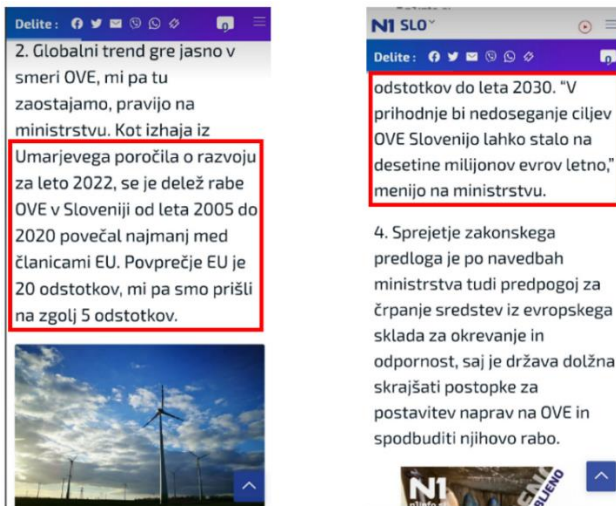 Delite :
2. Globalni trend gre jasno v
smeri OVE, mi pa tu
zaostajamo, pravijo na
ministrstvu. Kot izhaja iz
Umarjevega poročila o razvoju
za leto 2022, se je delež rabe
OVE v Sloveniji od leta 2005 do
2020 povečal najmanj med
članicami EU. Povprečje EU je
20 odstotkov, mi pa smo prišli
na zgolj 5 odstotkov.
N1 SLO
Delite :
odstotkov do leta 2030. “V
prihodnje bi nedoseganje ciljev
OVE Slovenijo lahko stalo na
desetine milijonov evrov letno,”
menijo na ministrstvu.
4. Sprejetje zakonskega
predloga je po navedbah
ministrstva tudi predpogoj za
črpanje sredstev iz evropskega
sklada za okrevanje in
odpornost, saj je država dolžna
skrajšati postopke za
postavitev naprav na OVE in
spodbuditi njihovo rabo.
N1